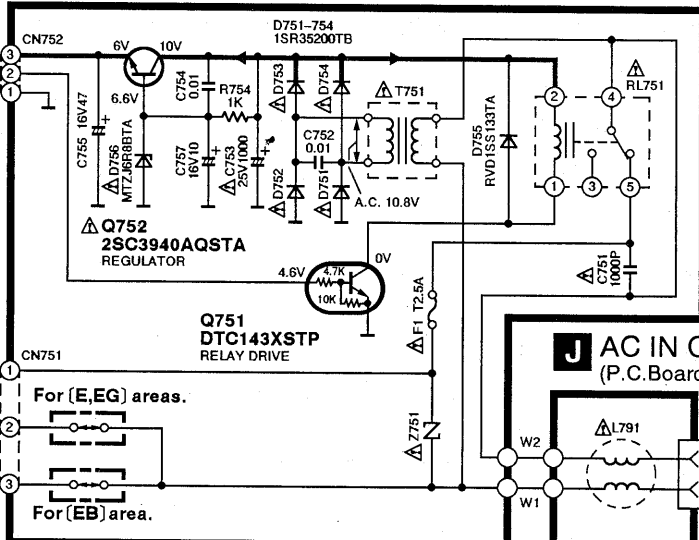 D751-754
1SR35200TB
CN752
3
2
1
6V
10V
6.6V
C755 16V47
D756
MTZJ6R8BTA
C754
0.01
R754
1K
C757
16V10
C753
25V1000
D753
D754
C752
0.01
D752
D751
T751
A.C. 10.8V
D755
RVD1SS133TA
RL751
2
4
1
3
5
Q752
2SC3940AQSTA
REGULATOR
4.6V
4.7K
10K
0V
Q751
DTC143XSTP
RELAY DRIVE
F1 T2.5A
C751
1000P
CN751
1
For [E,EG] areas.
2
3
For [EB] area.
Z751
J AC IN
(P.C.Board
L791
W2
W1